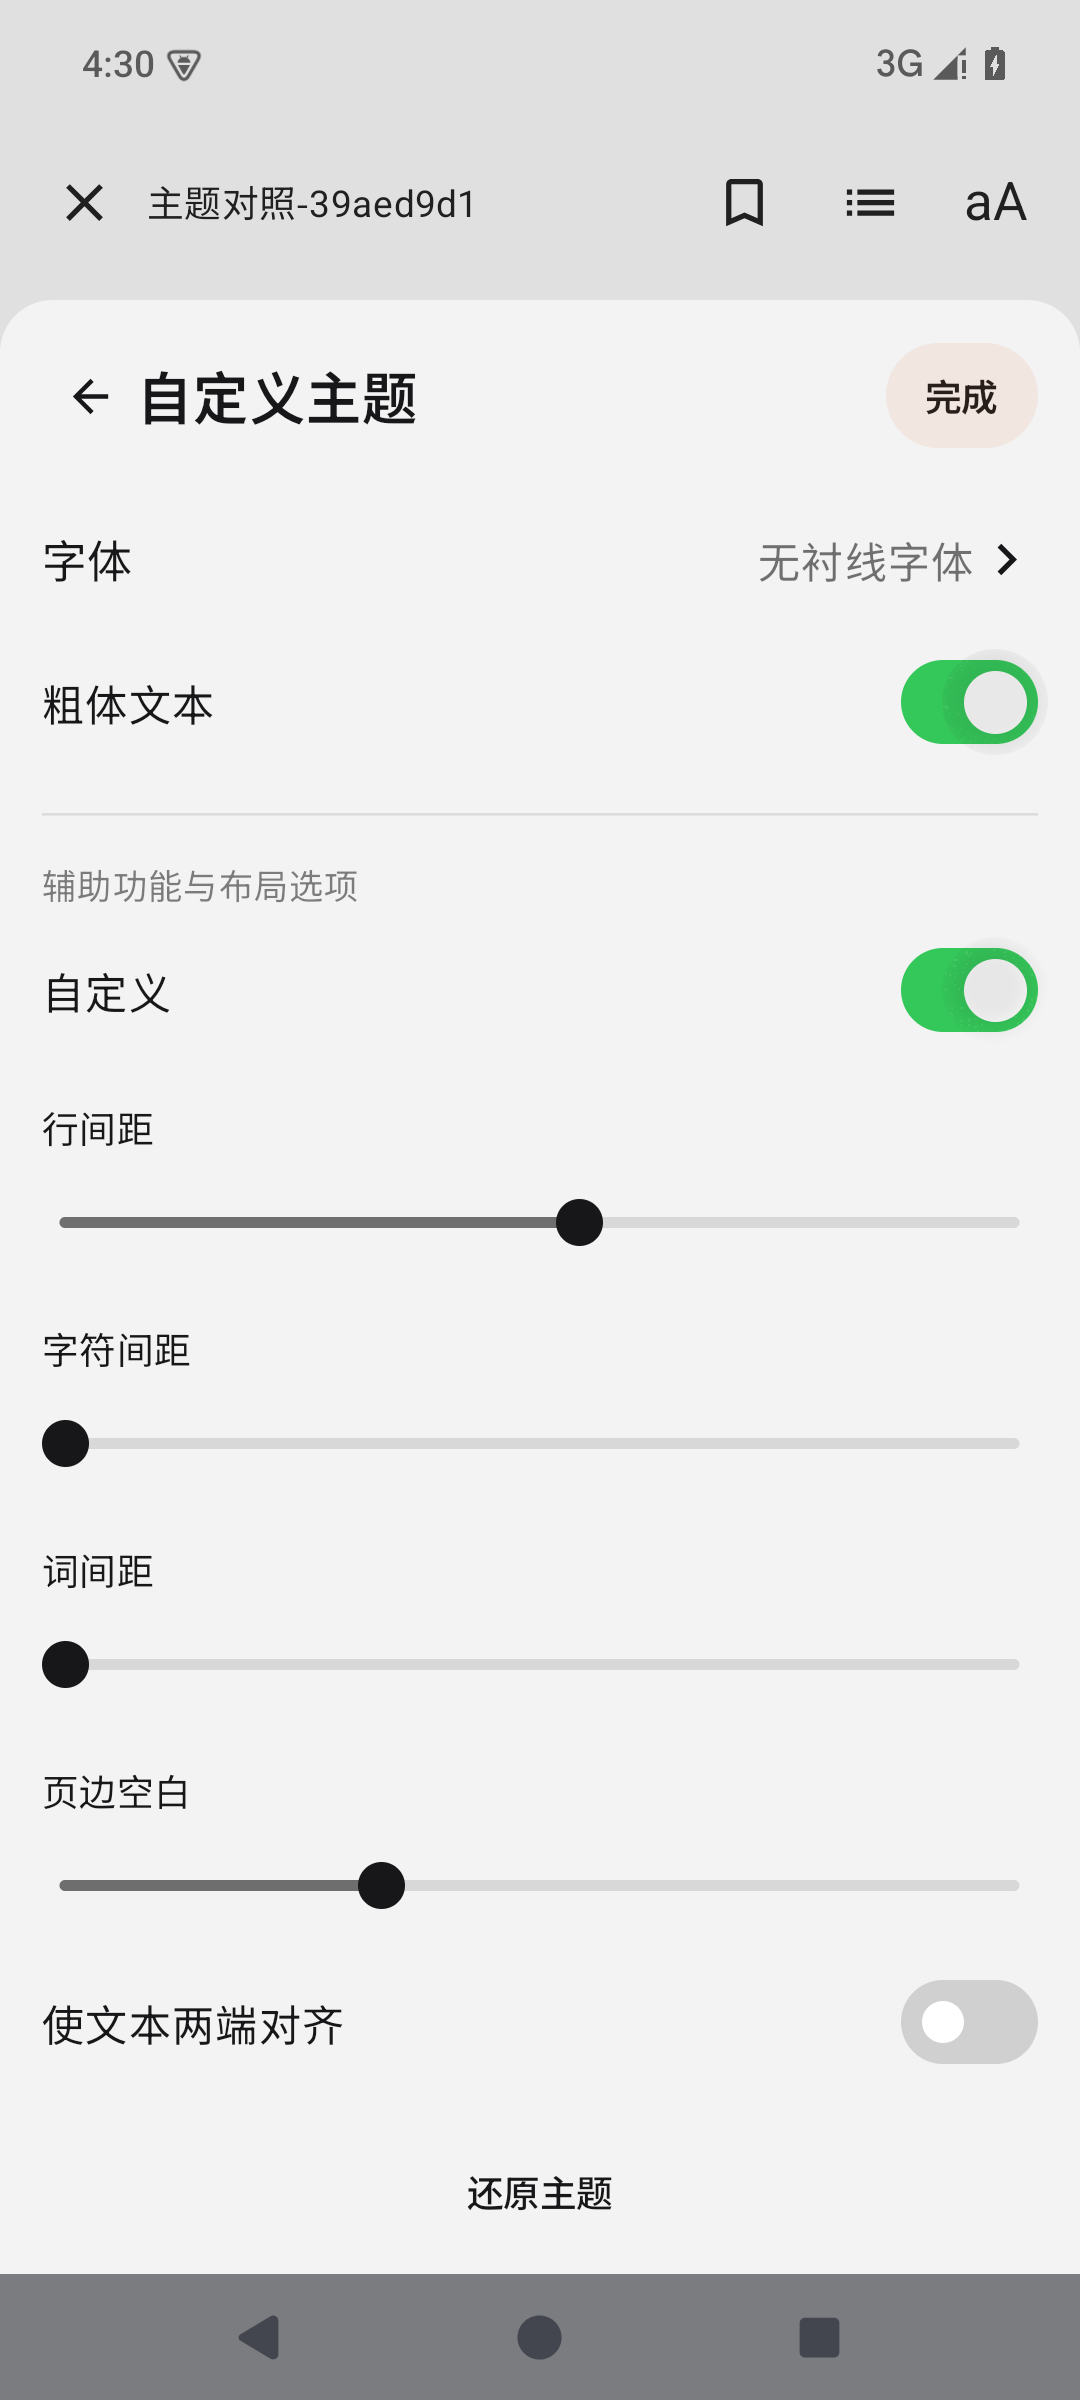 4:30
3G
主题对照-39aed9d1
aA
自定义主题
完成
字体
无衬线字体
粗体文本
辅助功能与布局选项
自定义
行间距
字符间距
词间距
页边空白
使文本两端对齐
还原主题